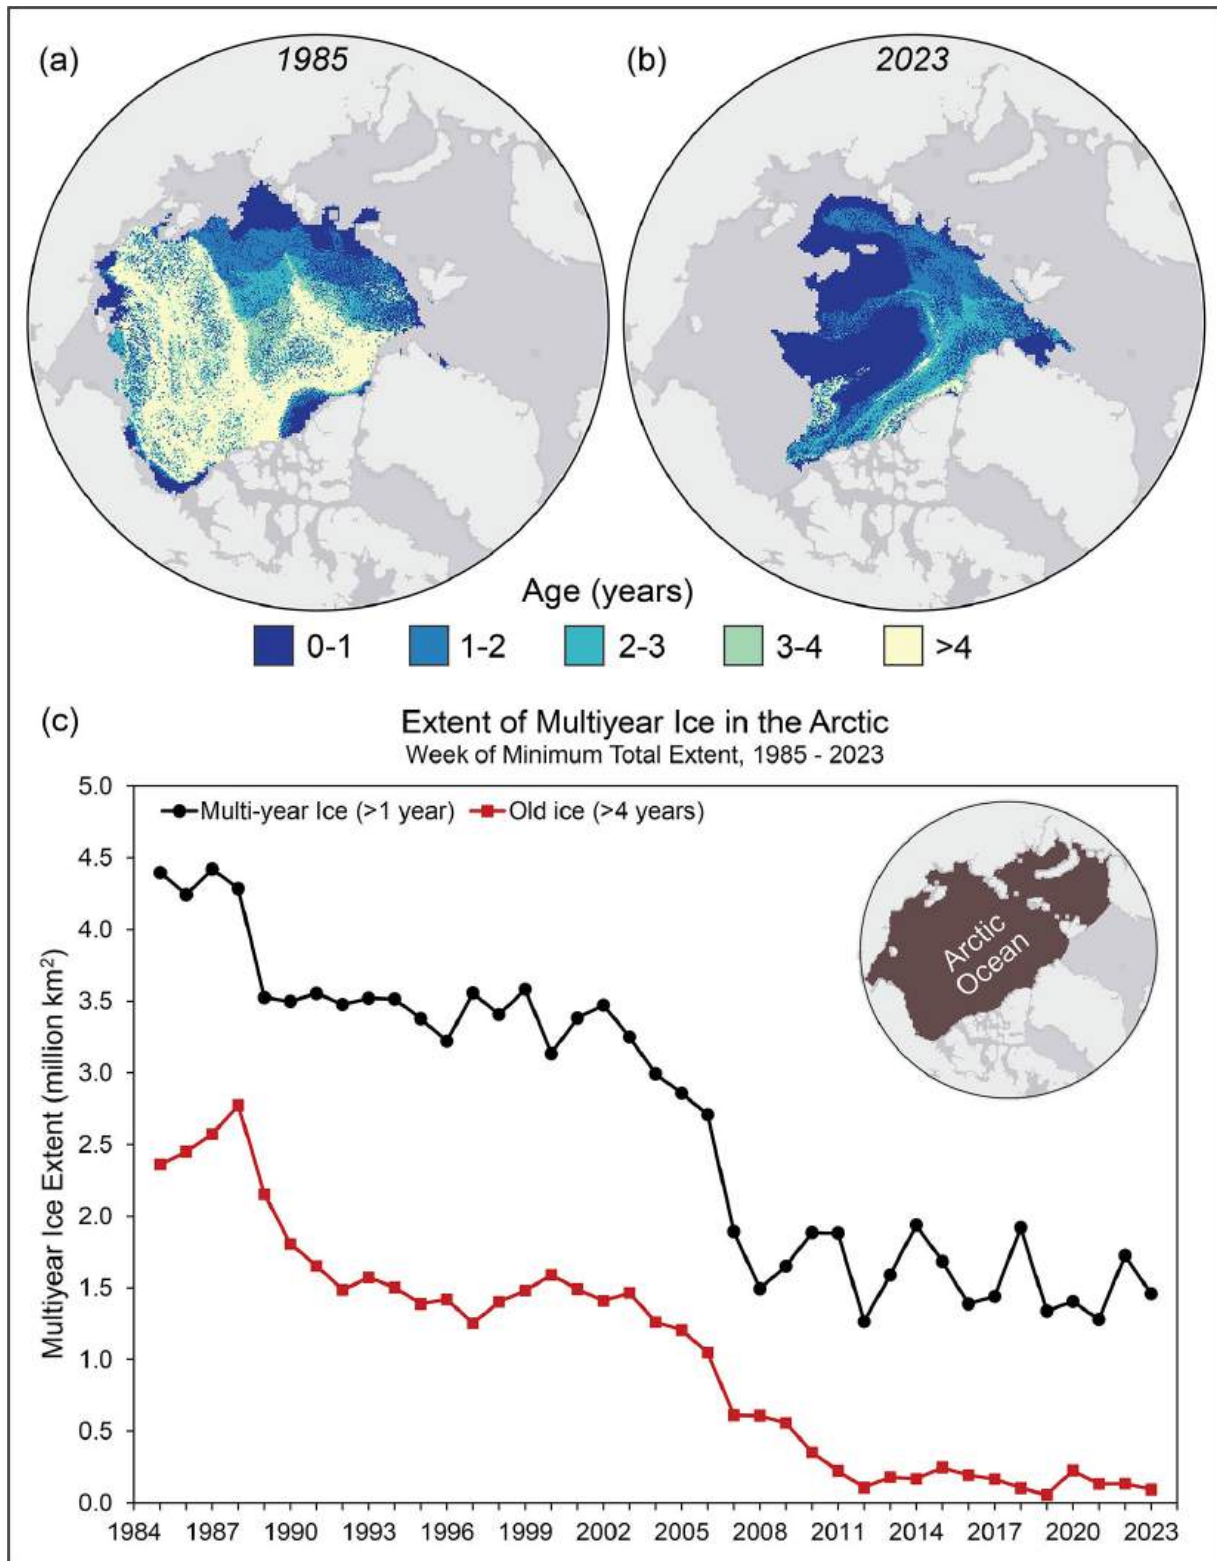 (a)
1985
(b)
2023
Age (years)
0-1 1-2 2-3 3-4 >4
(c)
Extent of Multiyear Ice in the Arctic
Week of Minimum Total Extent, 1985 - 2023
Multi-year Ice (>1 year) Old ice (>4 years)
Arctic
Ocean
Multiyear Ice Extent (million km²)
5.0
4.5
4.0
3.5
3.0
2.5
2.0
1.5
1.0
0.5
0.0
1984 1987 1990 1993 1996 1999 2002 2005 2008 2011 2014 2017 2020 2023